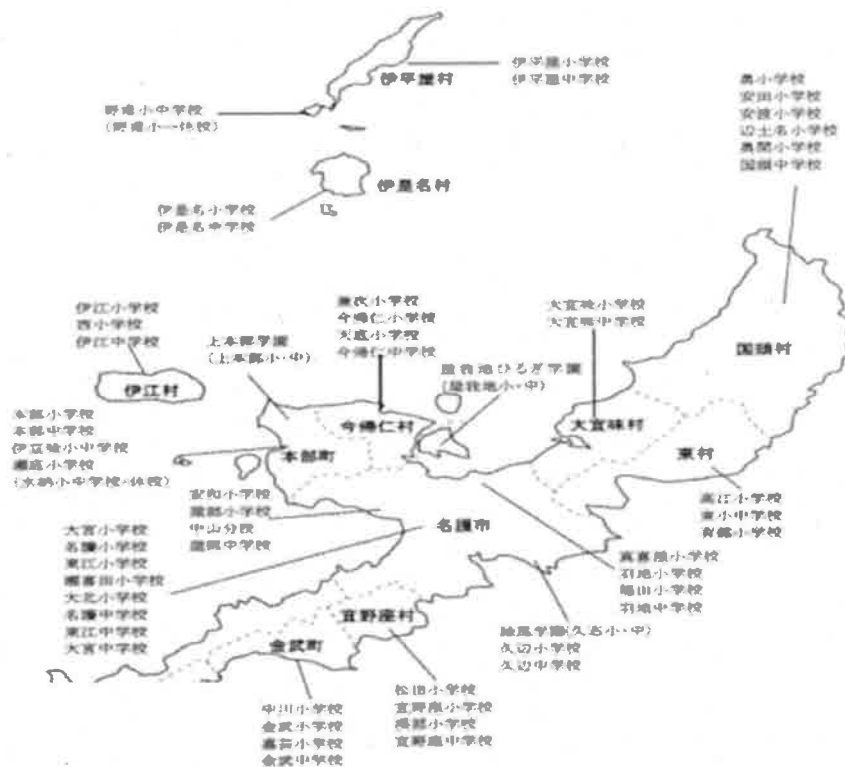 伊平屋小学校
伊平屋中学校
伊平屋村
野甫小中学校
(野甫小一休校)
伊是名村
伊是名小学校
伊是名中学校
奥小学校
安田小学校
安波小学校
辺土名小学校
奥間小学校
国頭中学校
国頭村
伊江小学校
西小学校
伊江中学校
伊江村
上本部学園
(上本部小・中)
兼次小学校
今帰仁小学校
天底小学校
今帰仁中学校
今帰仁村
屋我地ひるぎ学園
(屋我地小・中)
大宜味小学校
大宜味中学校
大宜味村
本部小学校
本部中学校
伊豆味小中学校
瀬底小学校
(水納小中学校・休校)
本部町
安和小学校
屋部小学校
中山分校
屋部中学校
東村
高江小学校
東小中学校
有銘小学校
名護市
大宮小学校
名護小学校
東江小学校
瀬喜田小学校
大北小学校
名護中学校
東江中学校
大宮中学校
真喜屋小学校
羽地小学校
稲田小学校
羽地中学校
緑風学園(久志小・中)
久辺小学校
久辺中学校
宜野座村
松田小学校
宜野座小学校
漢那小学校
宜野座中学校
金武町
中川小学校
金武小学校
嘉芸小学校
金武中学校